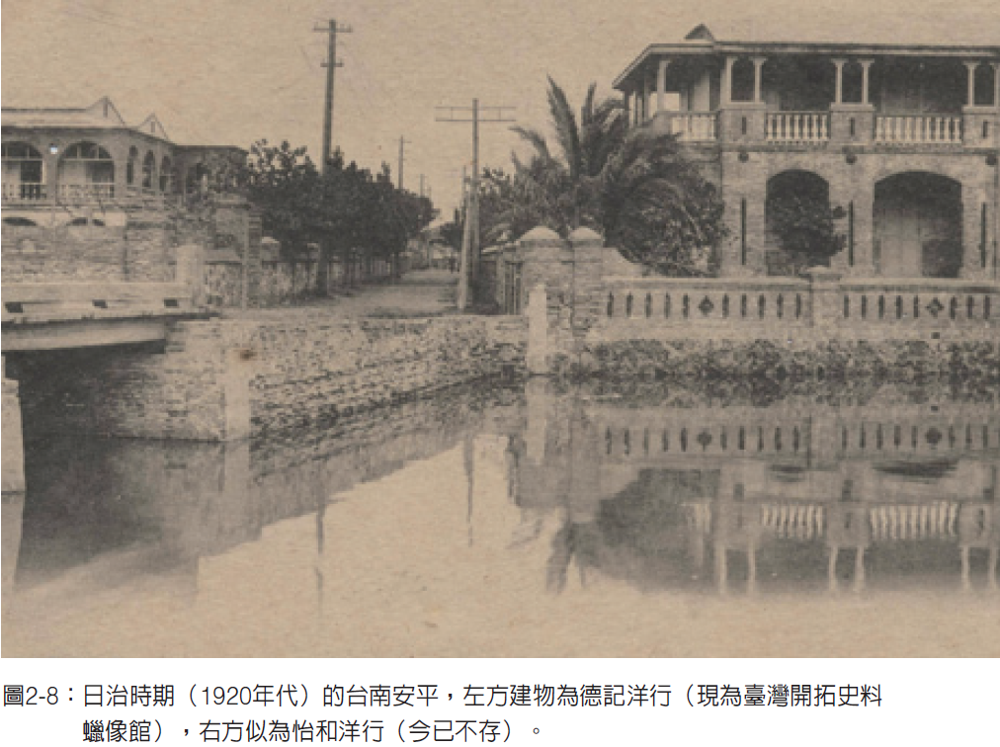 圖2-8：日治時期（1920年代）的台南安平，左方建物為德記洋行（現為臺灣開拓史料
蠟像館），右方似為怡和洋行（今已不存）。